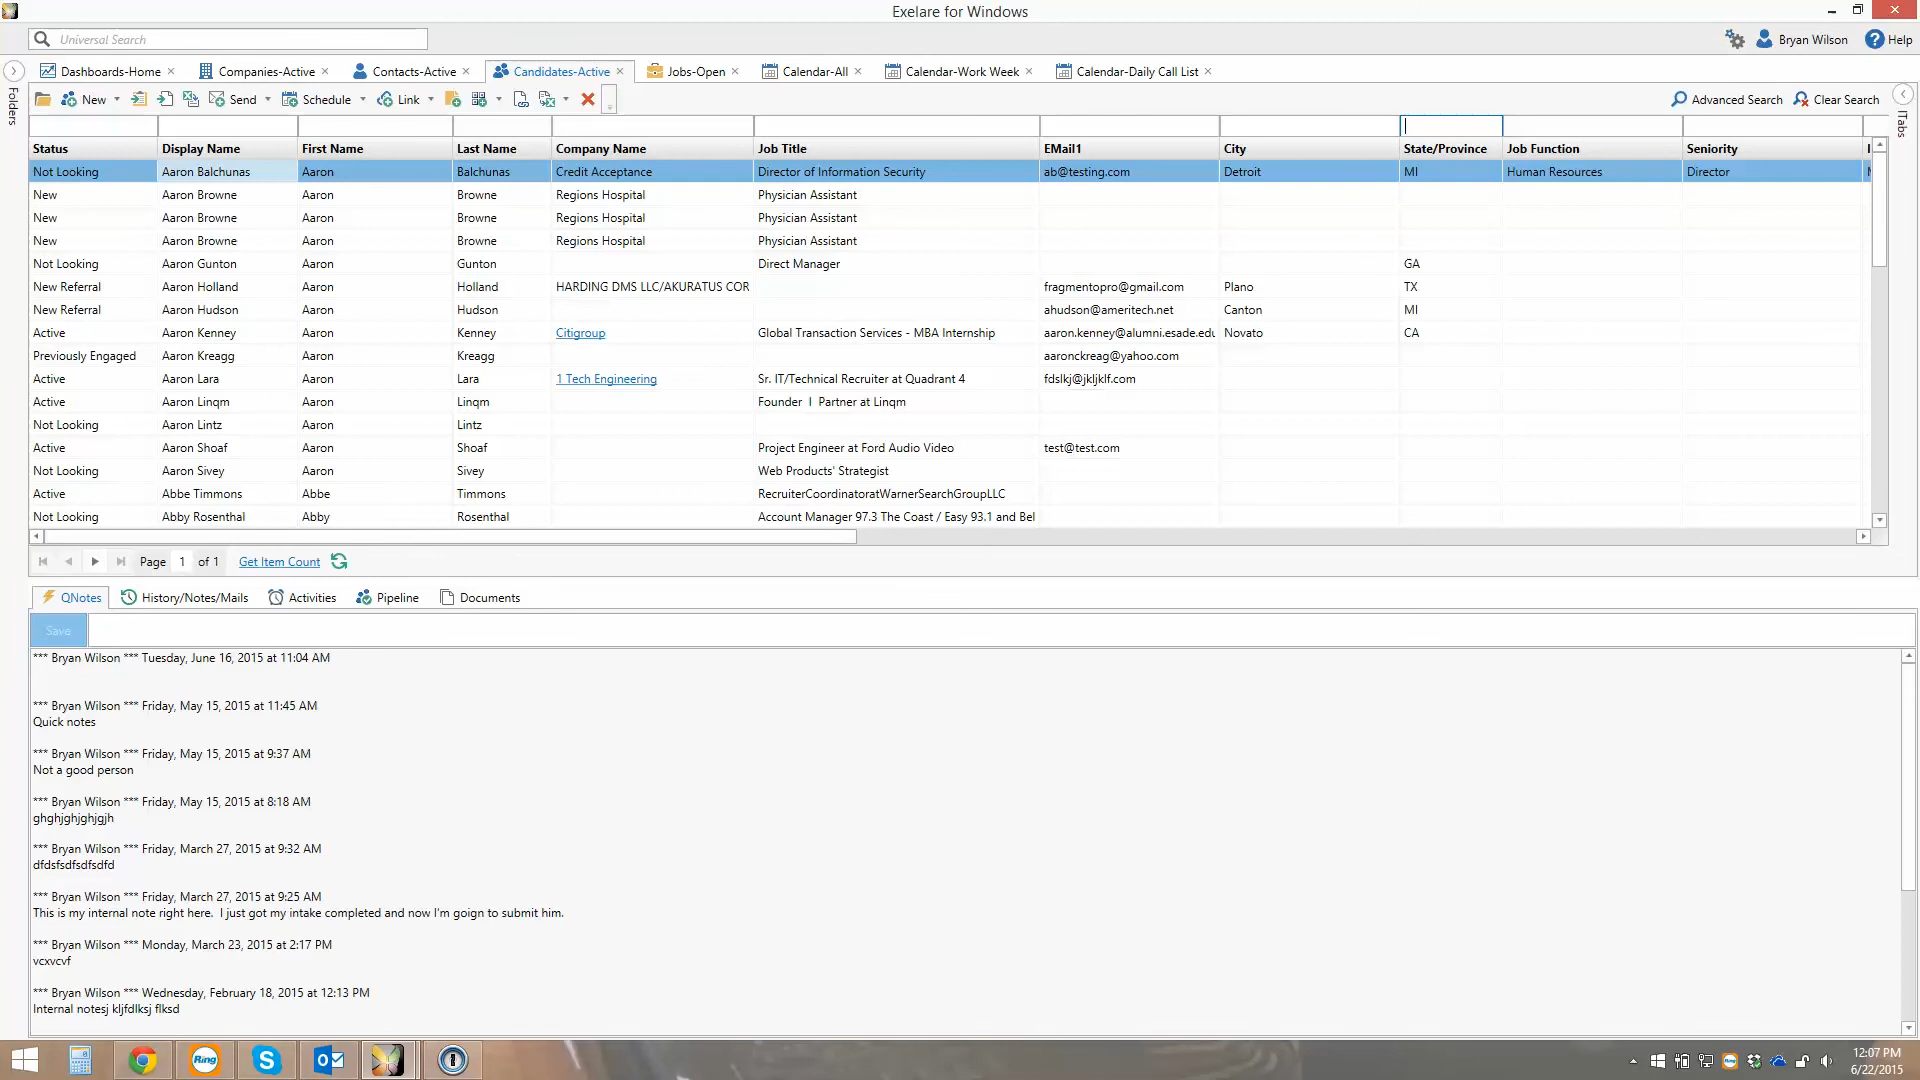 Exelare for Windows
Universal Search
Bryan Wilson Help
Folders
Dashboards-Home Companies-Active Contacts-Active Candidates-Active Jobs-Open Calendar-All Calendar-Work Week Calendar-Daily Call List
New Send Schedule Link Advanced Search Clear Search
ITabs
Status Display Name First Name Last Name Company Name Job Title EMail1 City State/Province Job Function Seniority
Not Looking Aaron Balchunas Aaron Balchunas Credit Acceptance Director of Information Security ab@testing.com Detroit MI Human Resources Director
New Aaron Browne Aaron Browne Regions Hospital Physician Assistant
New Aaron Browne Aaron Browne Regions Hospital Physician Assistant
New Aaron Browne Aaron Browne Regions Hospital Physician Assistant
Not Looking Aaron Gunton Aaron Gunton Direct Manager GA
New Referral Aaron Holland Aaron Holland HARDING DMS LLC/AKURATUS COR fragmentopro@gmail.com Plano TX
New Referral Aaron Hudson Aaron Hudson ahudson@ameritech.net Canton MI
Active Aaron Kenney Aaron Kenney Citigroup Global Transaction Services - MBA Internship aaron.kenney@alumni.esade.edu Novato CA
Previously Engaged Aaron Kreagg Aaron Kreagg aaronckreag@yahoo.com
Active Aaron Lara Aaron Lara 1 Tech Engineering Sr. IT/Technical Recruiter at Quadrant 4 fdslkj@jkljklf.com
Active Aaron Linqm Aaron Linqm Founder I Partner at Linqm
Not Looking Aaron Lintz Aaron Lintz
Active Aaron Shoaf Aaron Shoaf Project Engineer at Ford Audio Video test@test.com
Not Looking Aaron Sivey Aaron Sivey Web Products' Strategist
Active Abbe Timmons Abbe Timmons RecruiterCoordinatoratWarnerSearchGroupLLC
Not Looking Abby Rosenthal Abby Rosenthal Account Manager 97.3 The Coast / Easy 93.1 and Bel
Page 1 of 1 Get Item Count
QNotes History/Notes/Mails Activities Pipeline Documents
Save
*** Bryan Wilson *** Tuesday, June 16, 2015 at 11:04 AM
*** Bryan Wilson *** Friday, May 15, 2015 at 11:45 AM
Quick notes
*** Bryan Wilson *** Friday, May 15, 2015 at 9:37 AM
Not a good person
*** Bryan Wilson *** Friday, May 15, 2015 at 8:18 AM
ghghjghjghjgjh
*** Bryan Wilson *** Friday, March 27, 2015 at 9:32 AM
dfdsfsdfsdfsdfd
*** Bryan Wilson *** Friday, March 27, 2015 at 9:25 AM
This is my internal note right here.  I just got my intake completed and now I'm goign to submit him.
*** Bryan Wilson *** Monday, March 23, 2015 at 2:17 PM
vcxvcvf
*** Bryan Wilson *** Wednesday, February 18, 2015 at 12:13 PM
Internal notesj kljfdlksj flksd
Ring
12:07 PM
6/22/2015